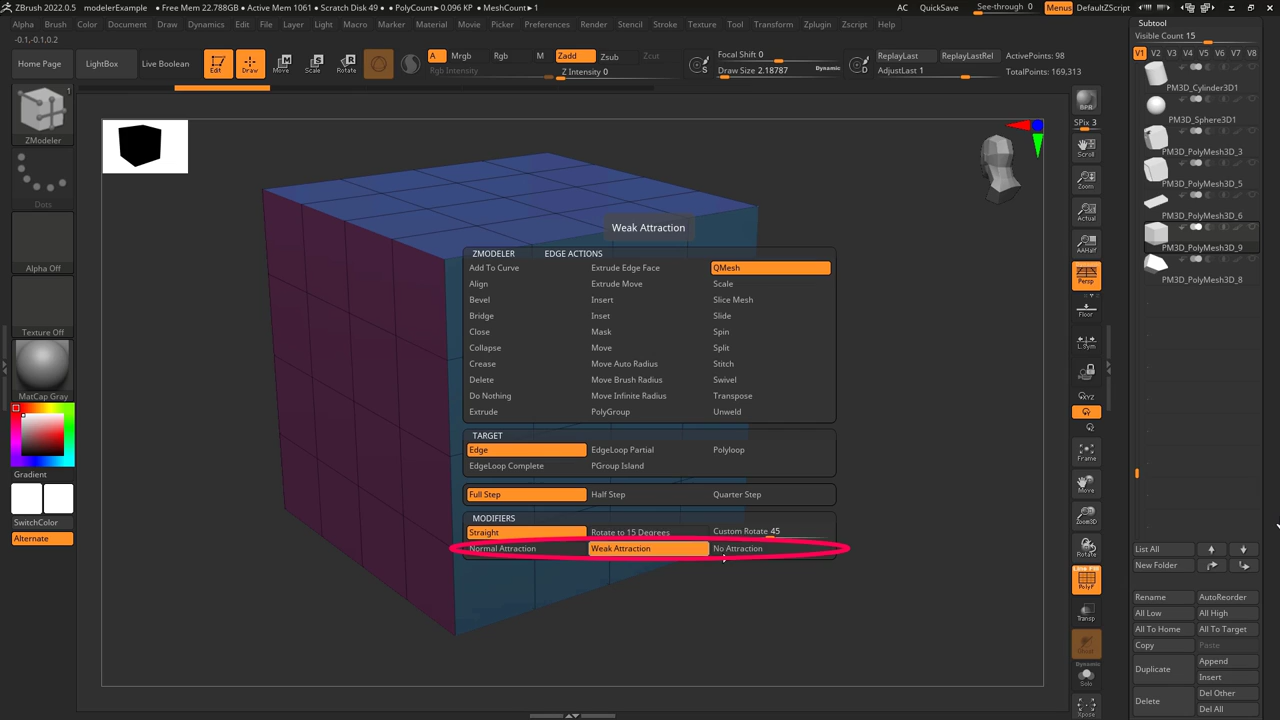 ZBrush 2022.0.5 modelerExample • Free Mem 22.788GB • Active Mem 1061 • Scratch Disk 49 • PolyCount▸0.096 KP • MeshCount▸1 AC QuickSave See-through 0 Menus DefaultZScript
Alpha Brush Color Document Draw Dynamics Edit File Layer Light Macro Marker Material Movie Picker Preferences Render Stencil Stroke Texture Tool Transform Zplugin Zscript Help
-0.1,-0.1,0.2
Home Page LightBox Live Boolean Edit Draw Move Scale Rotate
A Mrgb Rgb M Zadd Zsub Zcut
Rgb Intensity Z Intensity 0
Focal Shift 0
Draw Size 2.18787 Dynamic
S D
ReplayLast ReplayLastRel ActivePoints: 98
AdjustLast 1 TotalPoints: 169,313
1
ZModeler
Dots
Alpha Off
Texture Off
MatCap Gray
Gradient
SwitchColor
Alternate
Weak Attraction
ZMODELER EDGE ACTIONS
Add To Curve Extrude Edge Face QMesh
Align Extrude Move Scale
Bevel Insert Slice Mesh
Bridge Inset Slide
Close Mask Spin
Collapse Move Split
Crease Move Auto Radius Stitch
Delete Move Brush Radius Swivel
Do Nothing Move Infinite Radius Transpose
Extrude PolyGroup Unweld
TARGET
Edge EdgeLoop Partial Polyloop
EdgeLoop Complete PGroup Island
Full Step Half Step Quarter Step
MODIFIERS
Straight Rotate to 15 Degrees Custom Rotate 45
Normal Attraction Weak Attraction No Attraction
BPR
SPix 3
Scroll
Zoom
Actual
AAHalf
Persp
Floor
L.Sym
Frame
Move
Zoom3D
Rotate
Line Fill
PolyF
Transp
Ghost
Dynamic
Solo
Xpose
Subtool
Visible Count 15
V1 V2 V3 V4 V5 V6 V7 V8
PM3D_Cylinder3D1
PM3D_Sphere3D1
PM3D_PolyMesh3D_3
PM3D_PolyMesh3D_5
PM3D_PolyMesh3D_6
PM3D_PolyMesh3D_9
PM3D_PolyMesh3D_8
List All
New Folder
Rename AutoReorder
All Low All High
All To Home All To Target
Copy Paste
Duplicate Append
Insert
Delete Del Other
Del All